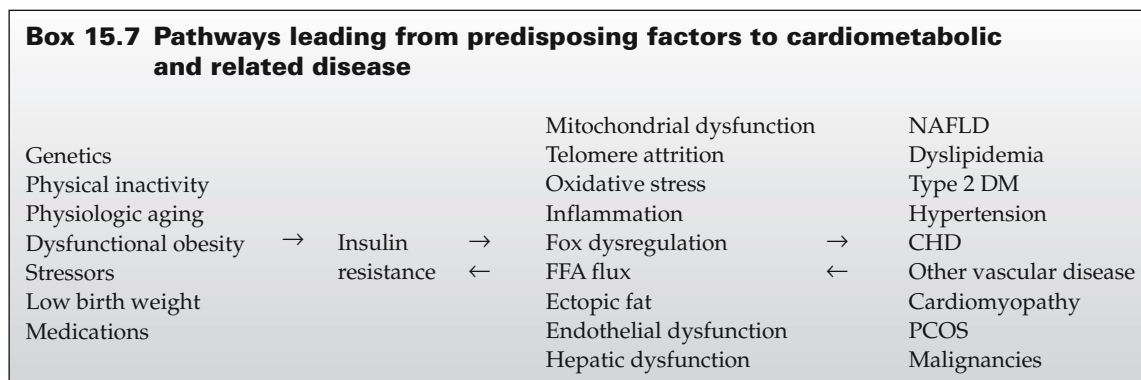 Box 15.7 Pathways leading from predisposing factors to cardiometabolic
and related disease
Mitochondrial dysfunction NAFLD
Genetics Telomere attrition Dyslipidemia
Physical inactivity Oxidative stress Type 2 DM
Physiologic aging Inflammation Hypertension
Dysfunctional obesity → Insulin → Fox dysregulation → CHD
Stressors resistance ← FFA flux ← Other vascular disease
Low birth weight Ectopic fat Cardiomyopathy
Medications Endothelial dysfunction PCOS
Hepatic dysfunction Malignancies